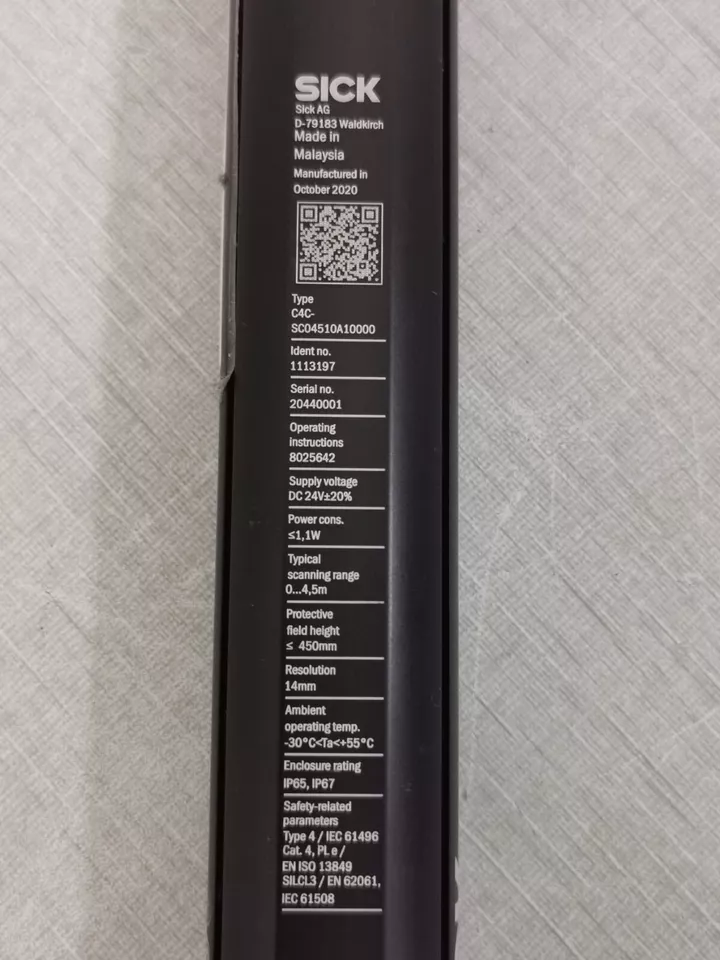 SICK
Sick AG
D-79183 Waldkirch
Made in
Malaysia
Manufactured in
October 2020
Type
C4C-
SC04510A10000
Ident no.
1113197
Serial no.
20440001
Operating
instructions
8025642
Supply voltage
DC 24V±20%
Power cons.
≤1,1W
Typical
scanning range
0...4,5m
Protective
field height
≤ 450mm
Resolution
14mm
Ambient
operating temp.
-30°C<Ta<+55°C
Enclosure rating
IP65, IP67
Safety-related
parameters
Type 4 / IEC 61496
Cat. 4, PL e /
EN ISO 13849
SILCL3 / EN 62061,
IEC 61508